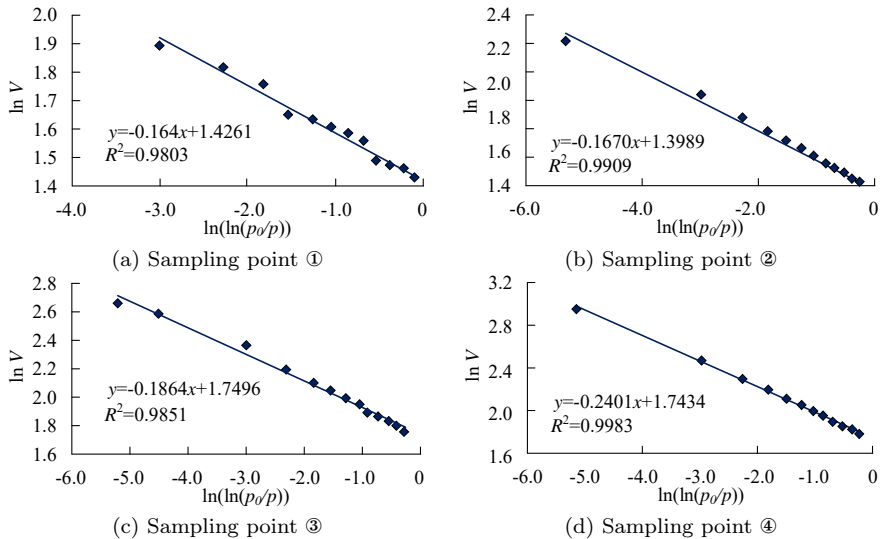 2.0
1.9
1.8
1.7
1.6
1.5
1.4
ln V
y=-0.164x+1.4261
R²=0.9803
-4.0 -3.0 -2.0 -1.0 0
ln(ln(p₀/p))
(a) Sampling point ①
2.4
2.2
2.0
1.8
1.6
1.4
ln V
y=-0.1670x+1.3989
R²=0.9909
-6.0 -4.0 -2.0 0
ln(ln(p₀/p))
(b) Sampling point ②
2.8
2.6
2.4
2.2
2.0
1.8
1.6
ln V
y=-0.1864x+1.7496
R²=0.9851
-6.0 -5.0 -4.0 -3.0 -2.0 -1.0 0
ln(ln(p₀/p))
(c) Sampling point ③
3.2
2.8
2.4
2.0
1.6
ln V
y=-0.2401x+1.7434
R²=0.9983
-6.0 -5.0 -4.0 -3.0 -2.0 -1.0 0
ln(ln(p₀/p))
(d) Sampling point ④